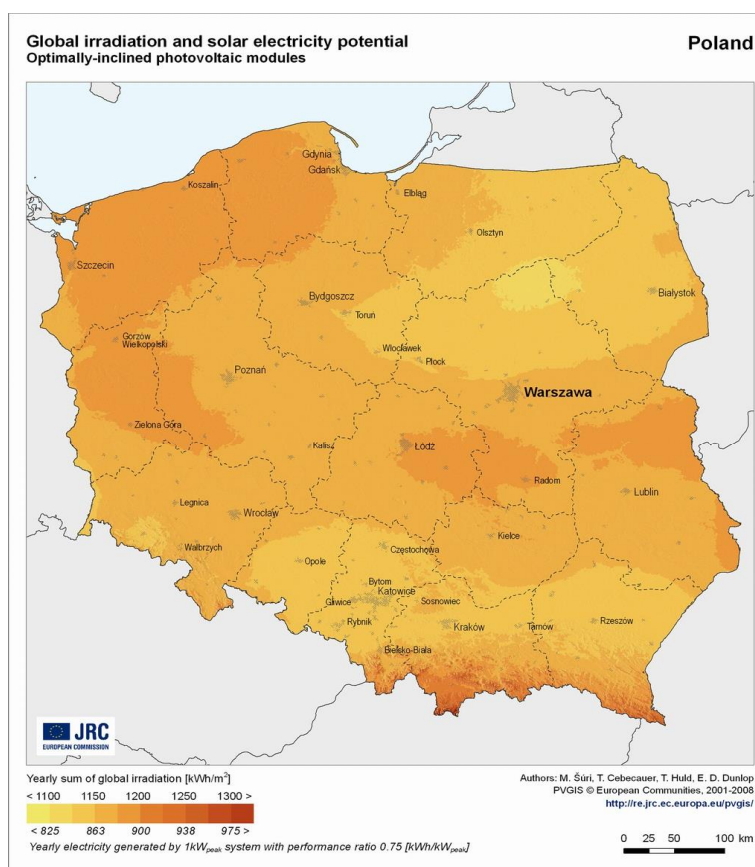 Global irradiation and solar electricity potential
Optimally-inclined photovoltaic modules
Poland
Gdynia
Gdańsk
Koszalin
Elbląg
Olsztyn
Szczecin
Białystok
Bydgoszcz
Toruń
Gorzów
Wielkopolski
Włocławek
Płock
Poznań
Warszawa
Zielona Góra
Kalisz
Łódź
Radom
Lublin
Legnica
Wrocław
Kielce
Wałbrzych
Częstochowa
Opole
Bytom
Katowice
Gliwice
Sosnowiec
Rybnik
Kraków
Tarnów
Rzeszów
Bielsko-Biała
JRC
EUROPEAN COMMISSION
Yearly sum of global irradiation [kWh/m²]
< 1100 1150 1200 1250 1300 >
< 825 863 900 938 975 >
Yearly electricity generated by 1kWpeak system with performance ratio 0.75 [kWh/kWpeak]
Authors: M. Šúri, T. Cebecauer, T. Huld, E. D. Dunlop
PVGIS © European Communities, 2001-2008
http://re.jrc.ec.europa.eu/pvgis/
0 25 50 100 km